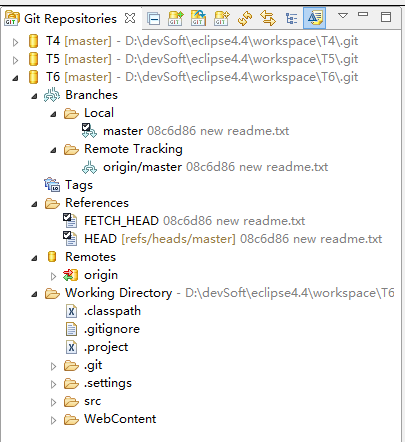 Git Repositories
T4 [master] - D:\devSoft\eclipse4.4\workspace\T4\.git
T5 [master] - D:\devSoft\eclipse4.4\workspace\T5\.git
T6 [master] - D:\devSoft\eclipse4.4\workspace\T6\.git
Branches
Local
master 08c6d86 new readme.txt
Remote Tracking
origin/master 08c6d86 new readme.txt
Tags
References
FETCH_HEAD 08c6d86 new readme.txt
HEAD [refs/heads/master] 08c6d86 new readme.txt
Remotes
origin
Working Directory - D:\devSoft\eclipse4.4\workspace\T6
.classpath
.gitignore
.project
.git
.settings
src
WebContent